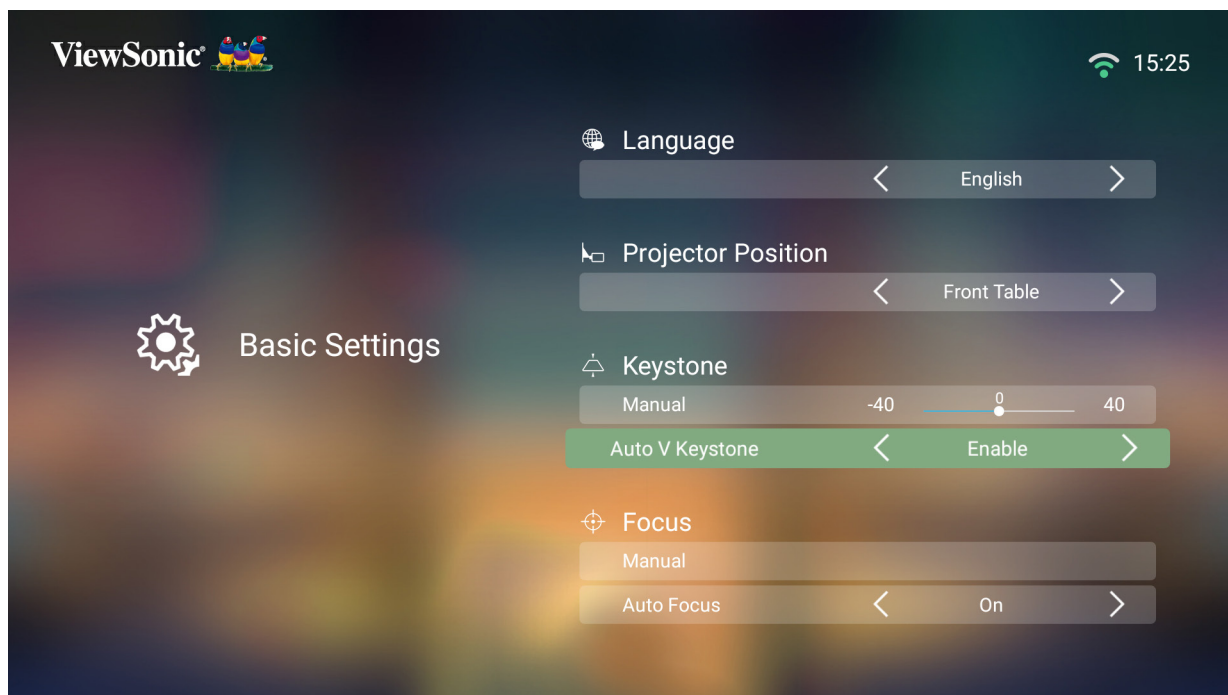 ViewSonic®
15:25
Language
English
Projector Position
Front Table
Basic Settings
Keystone
Manual -40 0 40
Auto V Keystone Enable
Focus
Manual
Auto Focus On